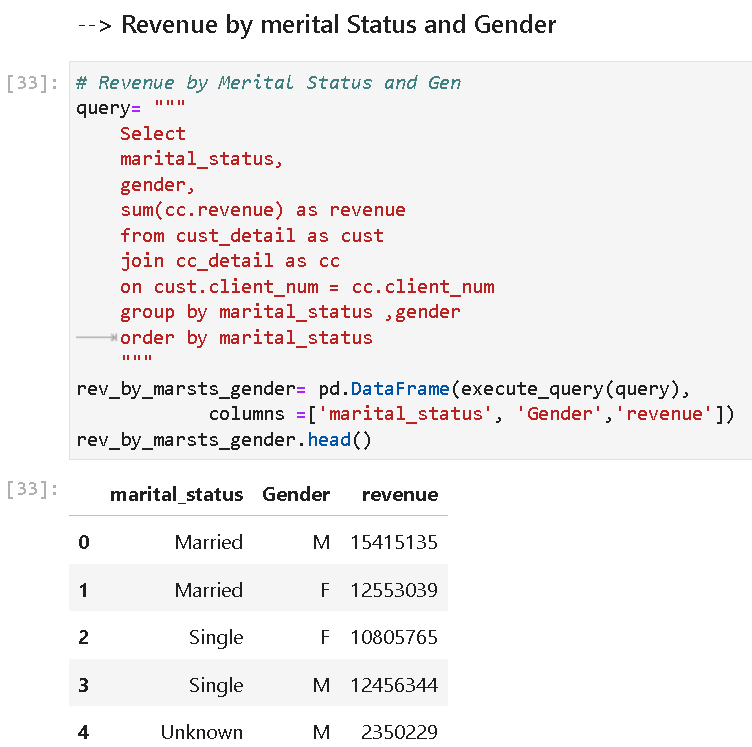 --> Revenue by merital Status and Gender
[33]: # Revenue by Merital Status and Gen
query= """
Select
marital_status,
gender,
sum(cc.revenue) as revenue
from cust_detail as cust
join cc_detail as cc
on cust.client_num = cc.client_num
group by marital_status ,gender
order by marital_status
"""
rev_by_marsts_gender= pd.DataFrame(execute_query(query),
columns =['marital_status', 'Gender','revenue'])
rev_by_marsts_gender.head()
[33]: marital_status Gender revenue
0 Married M 15415135
1 Married F 12553039
2 Single F 10805765
3 Single M 12456344
4 Unknown M 2350229